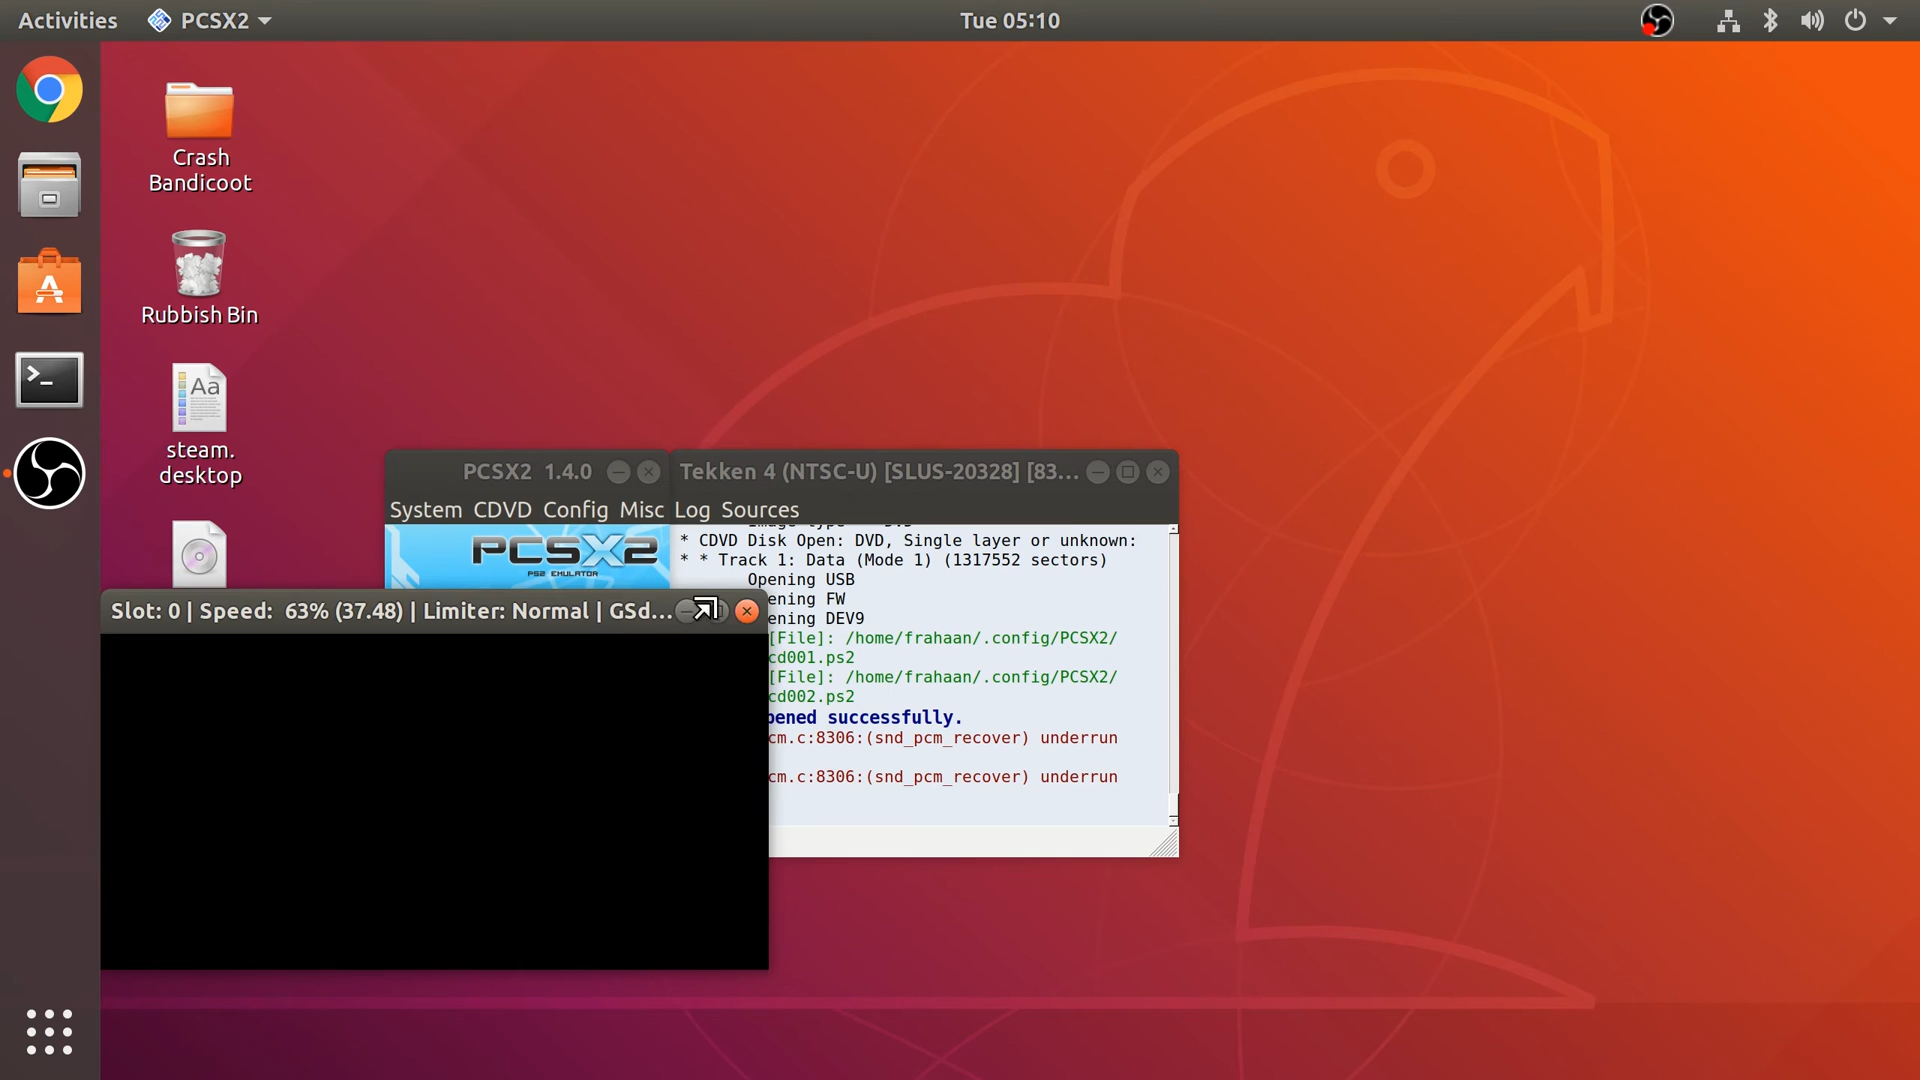 Activities
PCSX2
Tue 05:10
Crash
Bandicoot
Rubbish Bin
Aa
steam.
desktop
PCSX2 1.4.0
Tekken 4 (NTSC-U) [SLUS-20328] [83...
System CDVD Config Misc
Log Sources
PCSX2
PS2 EMULATOR
* CDVD Disk Open: DVD, Single layer or unknown:
* * Track 1: Data (Mode 1) (1317552 sectors)
Opening USB
ening FW
ening DEV9
[File]: /home/frahaan/.config/PCSX2/
cd001.ps2
[File]: /home/frahaan/.config/PCSX2/
cd002.ps2
pened successfully.
cm.c:8306:(snd_pcm_recover) underrun
cm.c:8306:(snd_pcm_recover) underrun
Slot: 0 | Speed: 63% (37.48) | Limiter: Normal | GSd...